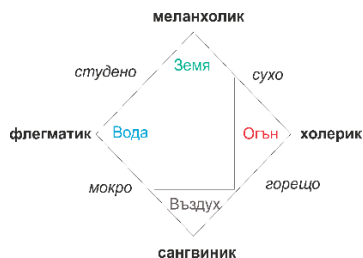 меланхолик
студено
Земя
сухо
флегматик
Вода
Огън
холерик
мокро
горещо
Въздух
сангвиник